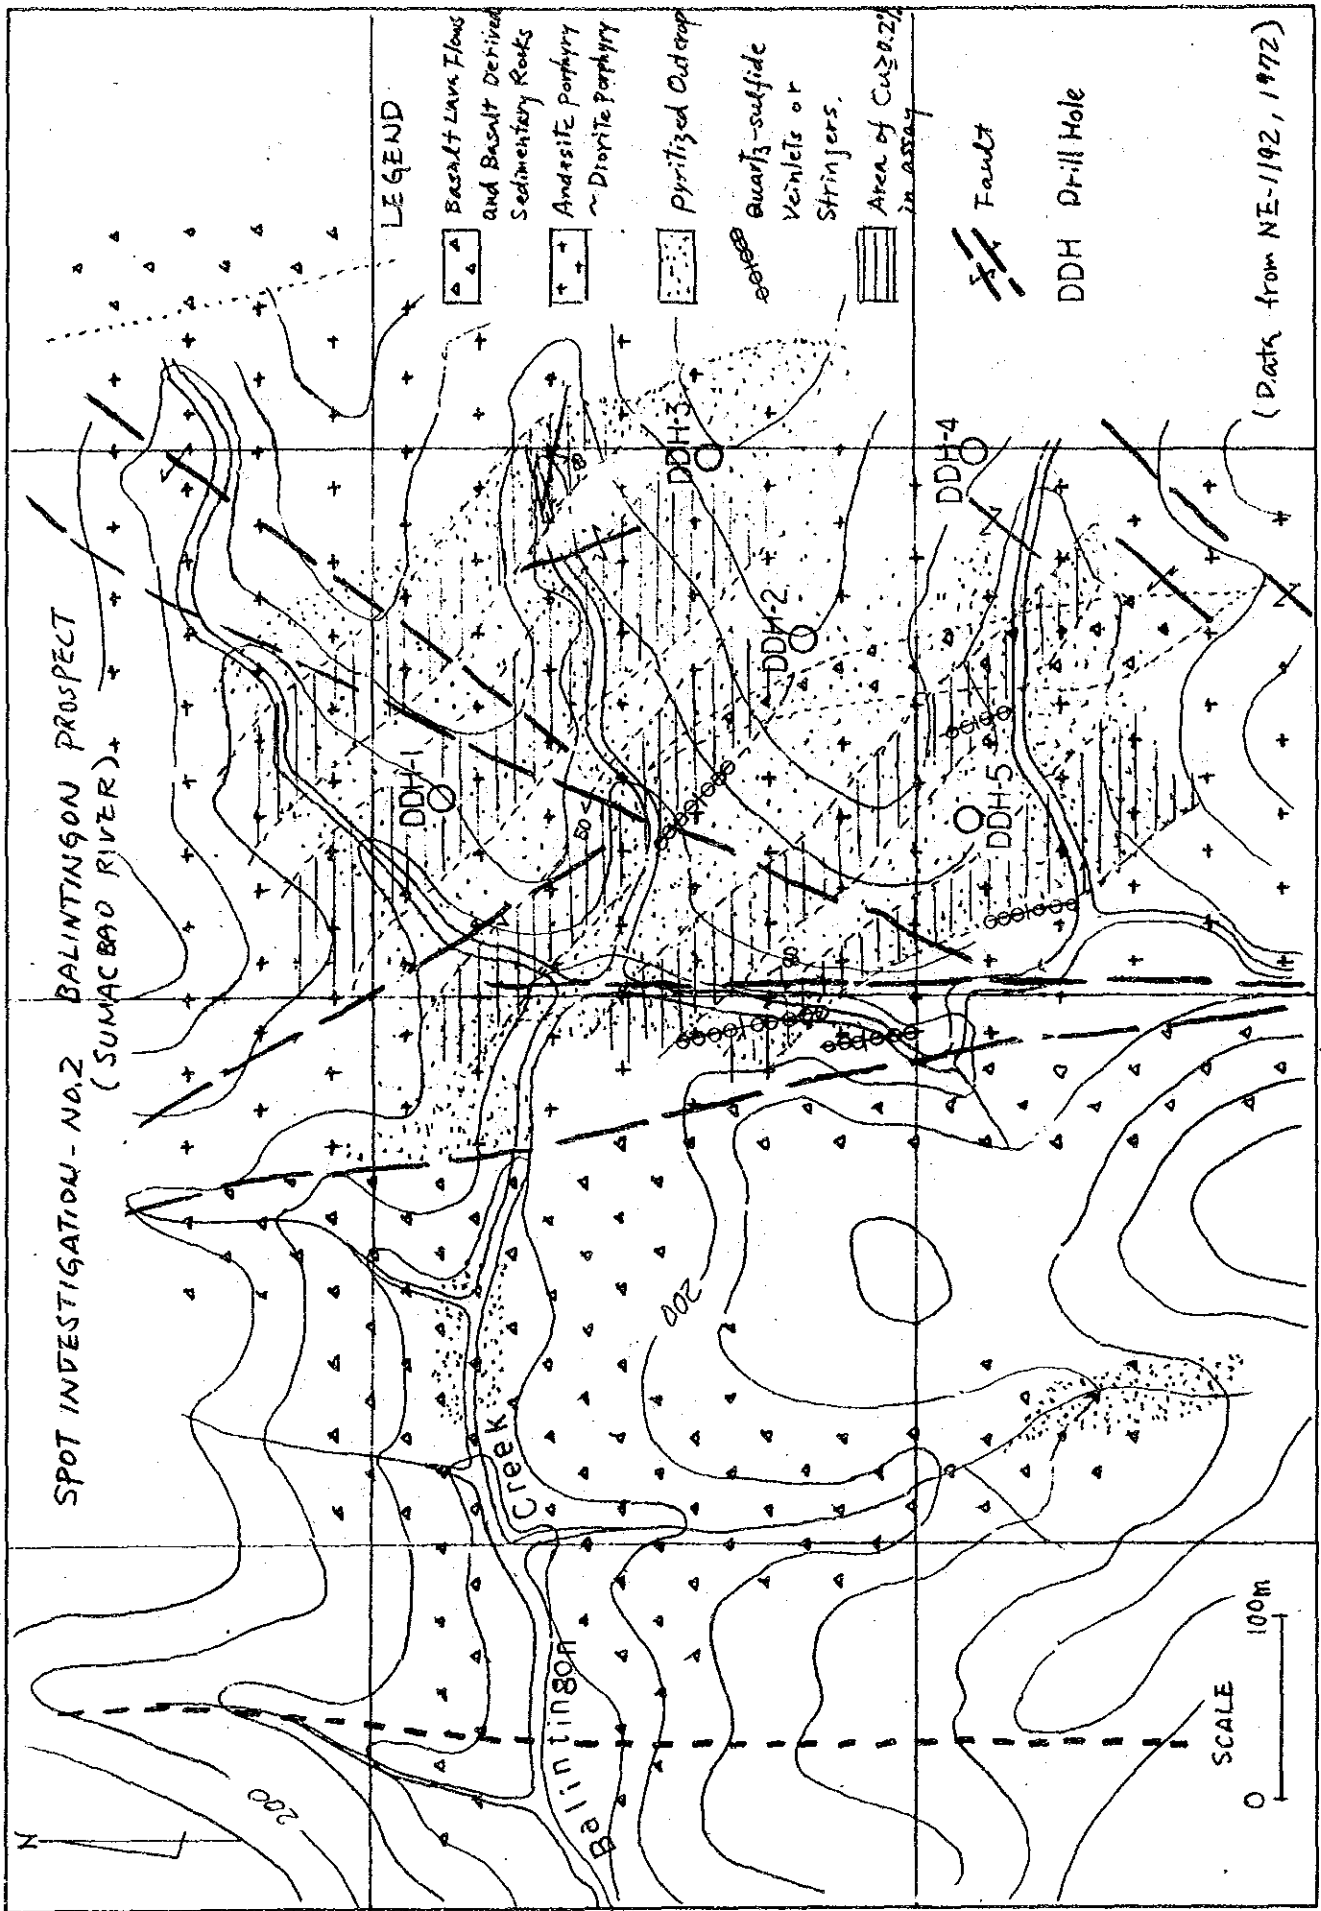 SPOT INVESTIGATION - NO.2 BALINTINGON PROSPECT
(SUMACBAO RIVER)
N
200
200
Balintingon
Creek
DDH-1
DDH-2
DDH-3
DDH-4
DDH-5
60
80
80
LEGEND
Basalt Lava Flows
and Basalt Derived
Sedimentary Rocks
Andesite Porphyry
~ Diorite Porphyry
Pyritized Outcrop
Quartz-sulfide
Veinlets or
Stringers.
Area of Cu≥0.2%
in assay
Fault
DDH Drill Hole
SCALE
0 100m
(Data from NE-1192, 1972)